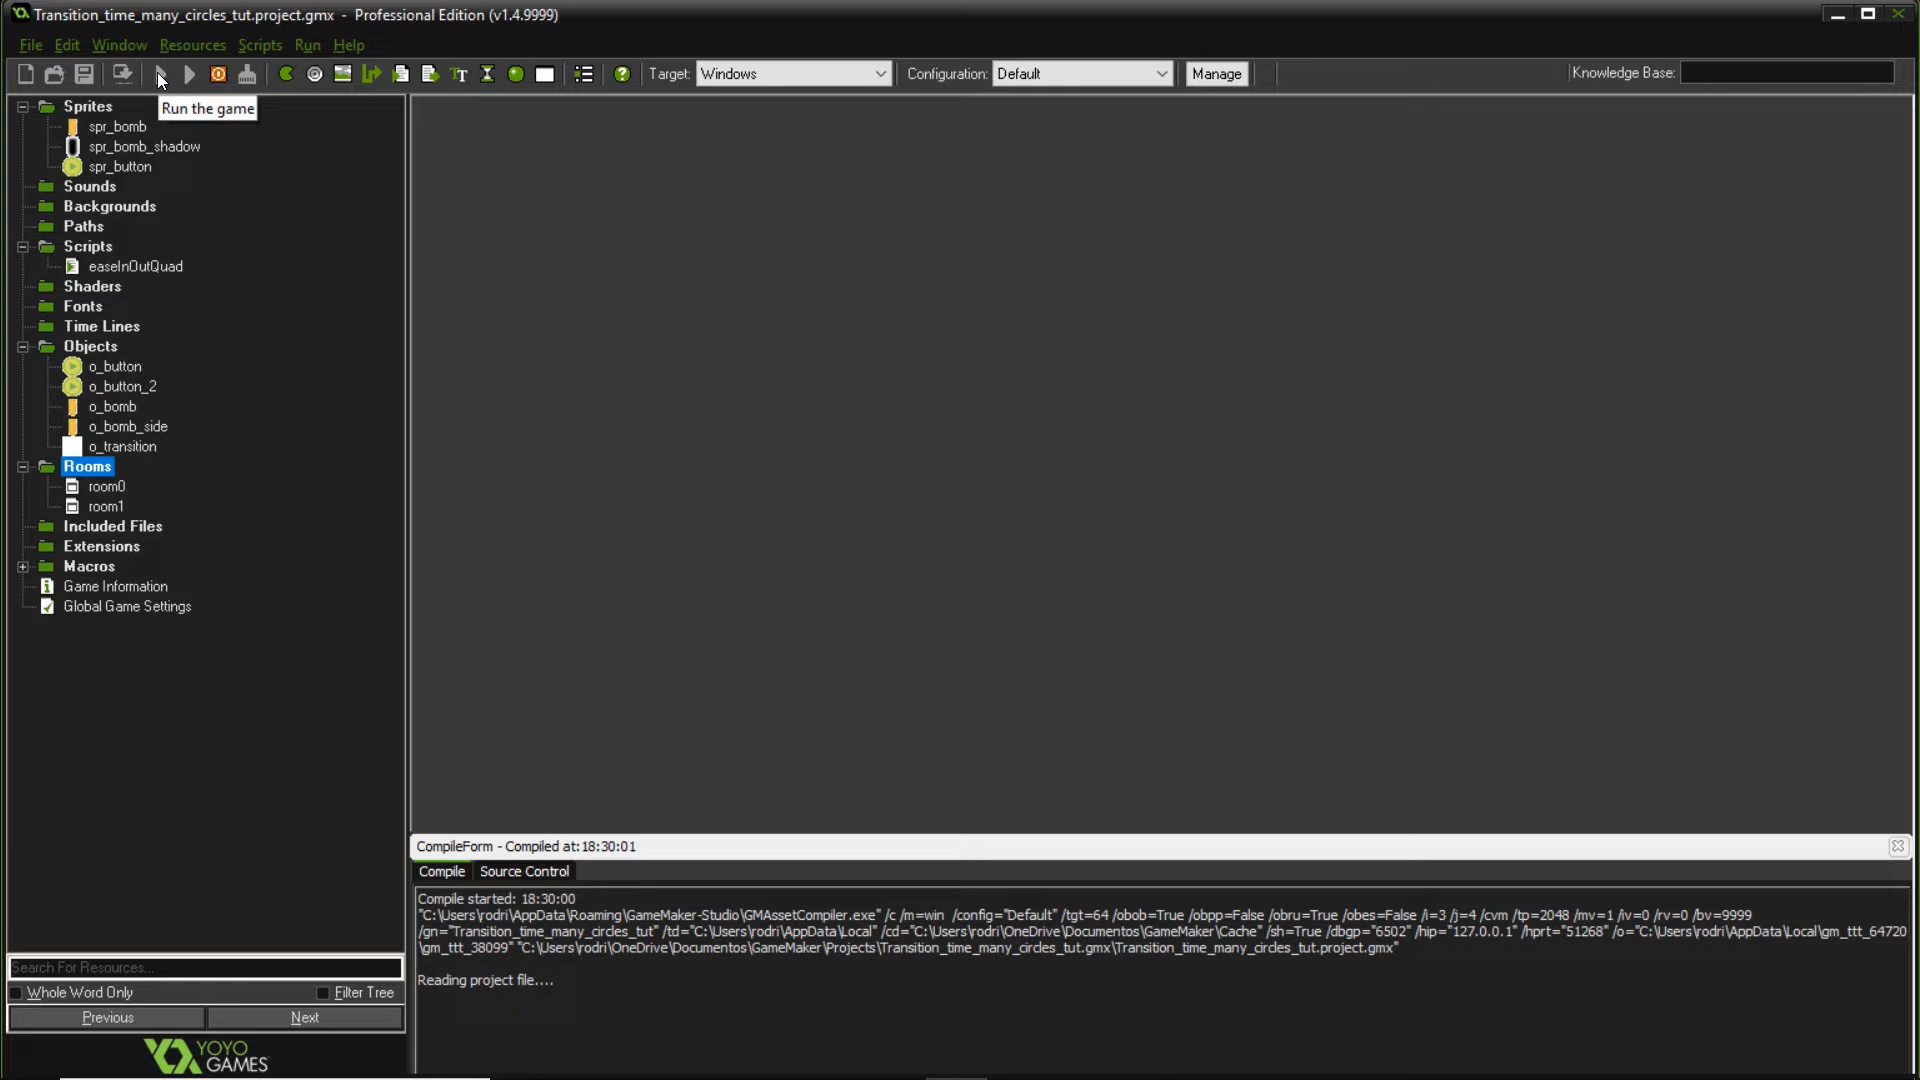 Transition_time_many_circles_tut.project.gmx - Professional Edition (v1.4.9999)
File Edit Window Resources Scripts Run Help
Target: Windows Configuration: Default Manage Knowledge Base:
Run the game
Sprites
spr_bomb
spr_bomb_shadow
spr_button
Sounds
Backgrounds
Paths
Scripts
easeInOutQuad
Shaders
Fonts
Time Lines
Objects
o_button
o_button_2
o_bomb
o_bomb_side
o_transition
Rooms
room0
room1
Included Files
Extensions
Macros
Game Information
Global Game Settings
Search For Resources...
Whole Word Only Filter Tree
Previous Next
YOYO
GAMES
CompileForm - Compiled at:18:30:01
Compile Source Control
Compile started: 18:30:00
"C:\Users\rodri\AppData\Roaming\GameMaker-Studio\GMAssetCompiler.exe" /c /m=win /config="Default" /tgt=64 /obob=True /obpp=False /obru=True /obes=False /i=3 /j=4 /cvm /tp=2048 /mv=1 /iv=0 /rv=0 /bv=9999
/gn="Transition_time_many_circles_tut" /td="C:\Users\rodri\AppData\Local" /cd="C:\Users\rodri\OneDrive\Documentos\GameMaker\Cache" /sh=True /dbgp="6502" /hip="127.0.0.1" /hprt="51268" /o="C:\Users\rodri\AppData\Local\gm_ttt_64720
\gm_ttt_38099" "C:\Users\rodri\OneDrive\Documentos\GameMaker\Projects\Transition_time_many_circles_tut.gmx\Transition_time_many_circles_tut.project.gmx"
Reading project file....